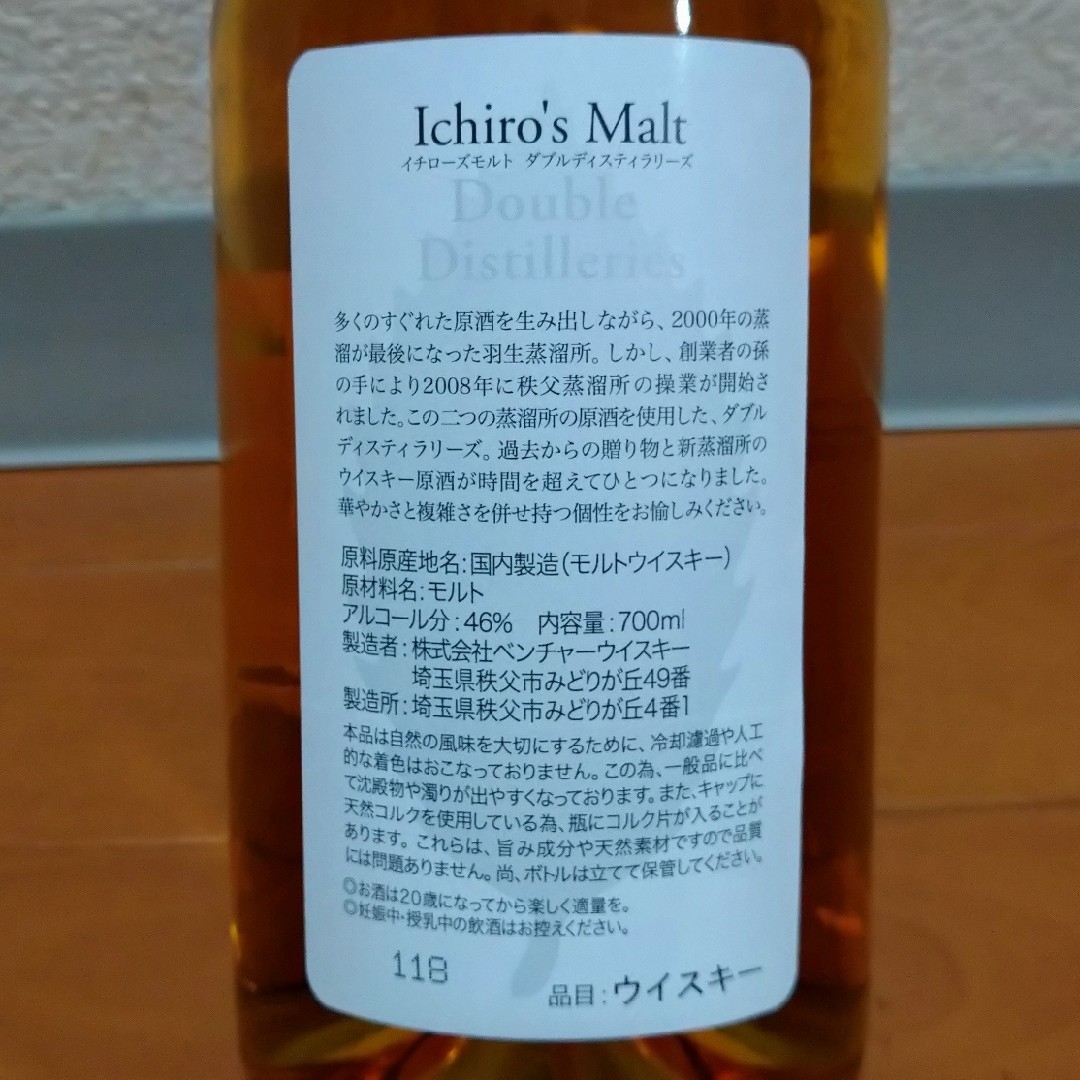 Ichiro's Malt
イチローズモルト ダブルディスティラリーズ
Double
Distilleries
多くのすぐれた原酒を生み出しながら、2000年の蒸
溜が最後になった羽生蒸溜所。しかし、創業者の孫
の手により2008年に秩父蒸溜所の操業が開始さ
れました。この二つの蒸溜所の原酒を使用した、ダブル
ディスティラリーズ。過去からの贈り物と新蒸溜所の
ウイスキー原酒が時間を超えてひとつになりました。
華やかさと複雑さを併せ持つ個性をお愉しみください。
原料原産地名:国内製造(モルトウイスキー)
原材料名:モルト
アルコール分:46% 内容量:700ml
製造者:株式会社ベンチャーウイスキー
埼玉県秩父市みどりが丘49番
製造所:埼玉県秩父市みどりが丘4番1
本品は自然の風味を大切にするために、冷却濾過や人工
的な着色はおこなっておりません。この為、一般品に比べ
て沈殿物や濁りが出やすくなっております。また、キャップに
天然コルクを使用している為、瓶にコルク片が入ることが
あります。これらは、旨み成分や天然素材ですので品質
には問題ありません。尚、ボトルは立てて保管してください。
◎お酒は20歳になってから楽しく適量を。
◎妊娠中・授乳中の飲酒はお控えください。
118
品目:ウイスキー